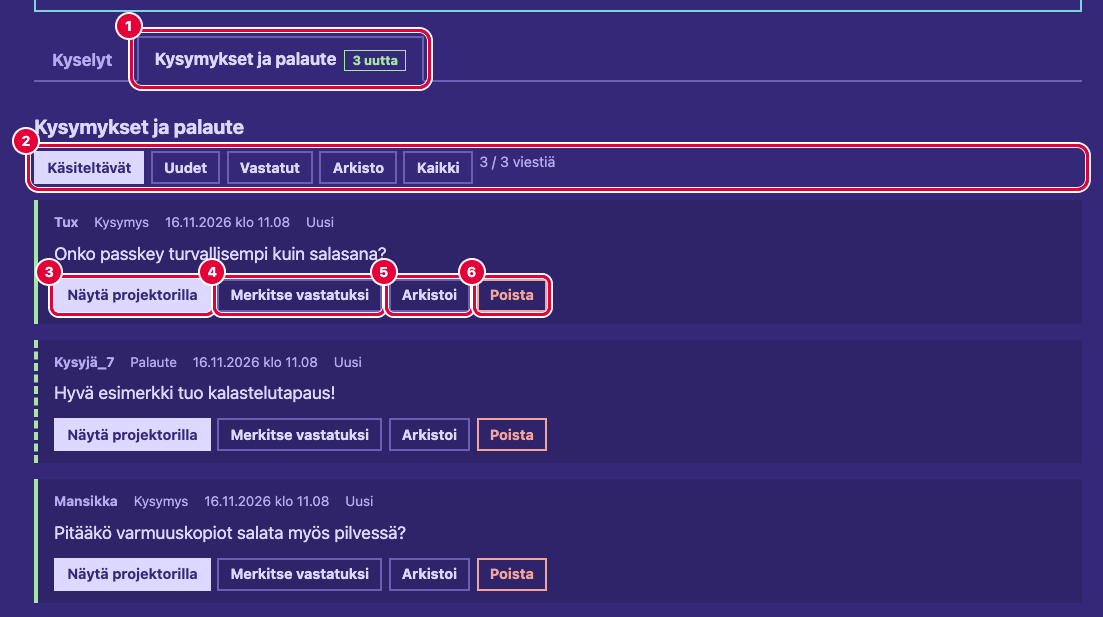 1
Kyselyt
Kysymykset ja palaute 3 uutta
Kysymykset ja palaute
2
Käsiteltävät Uudet Vastatut Arkisto Kaikki 3 / 3 viestiä
Tux Kysymys 16.11.2026 klo 11.08 Uusi
Onko passkey turvallisempi kuin salasana?
3 4 5 6
Näytä projektorilla Merkitse vastatuksi Arkistoi Poista
Kysyjä_7 Palaute 16.11.2026 klo 11.08 Uusi
Hyvä esimerkki tuo kalastelutapaus!
Näytä projektorilla Merkitse vastatuksi Arkistoi Poista
Mansikka Kysymys 16.11.2026 klo 11.08 Uusi
Pitääkö varmuuskopiot salata myös pilvessä?
Näytä projektorilla Merkitse vastatuksi Arkistoi Poista